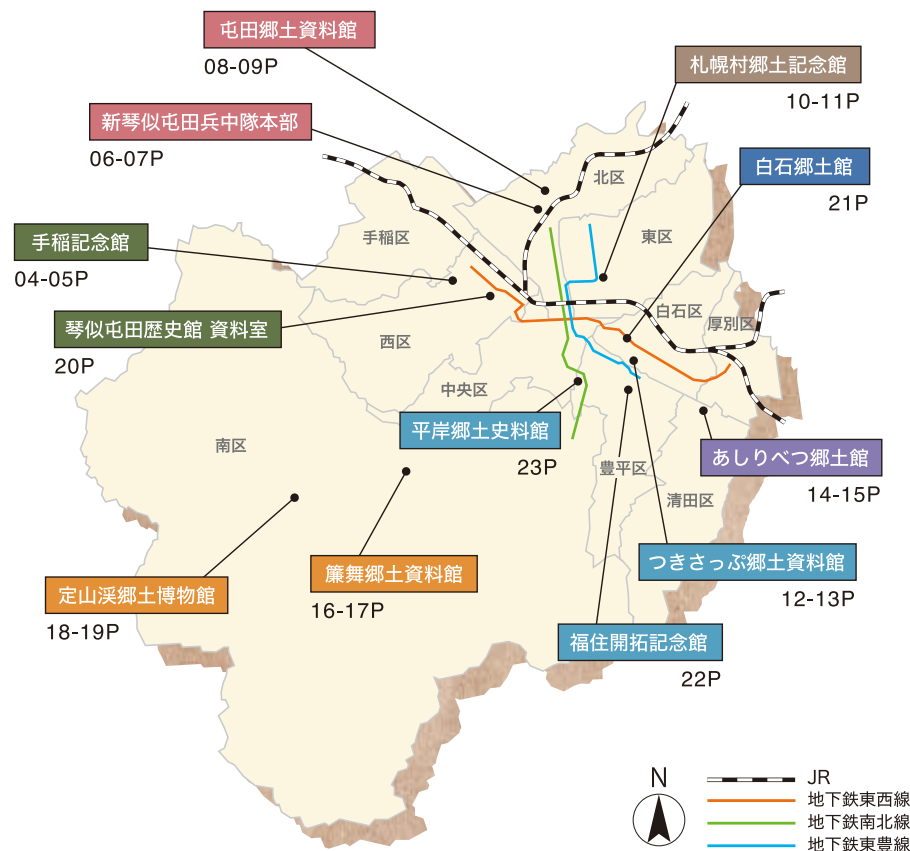 屯田郷土資料館
08-09P
札幌村郷土記念館
10-11P
新琴似屯田兵中隊本部
06-07P
白石郷土館
21P
北区
手稲区
東区
手稲記念館
04-05P
白石区
厚別区
琴似屯田歴史館 資料室
20P
西区
中央区
平岸郷土史料館
23P
南区
豊平区
あしりべつ郷土館
14-15P
清田区
つきさっぷ郷土資料館
12-13P
簾舞郷土資料館
16-17P
定山渓郷土博物館
18-19P
福住開拓記念館
22P
N
JR
地下鉄東西線
地下鉄南北線
地下鉄東豊線